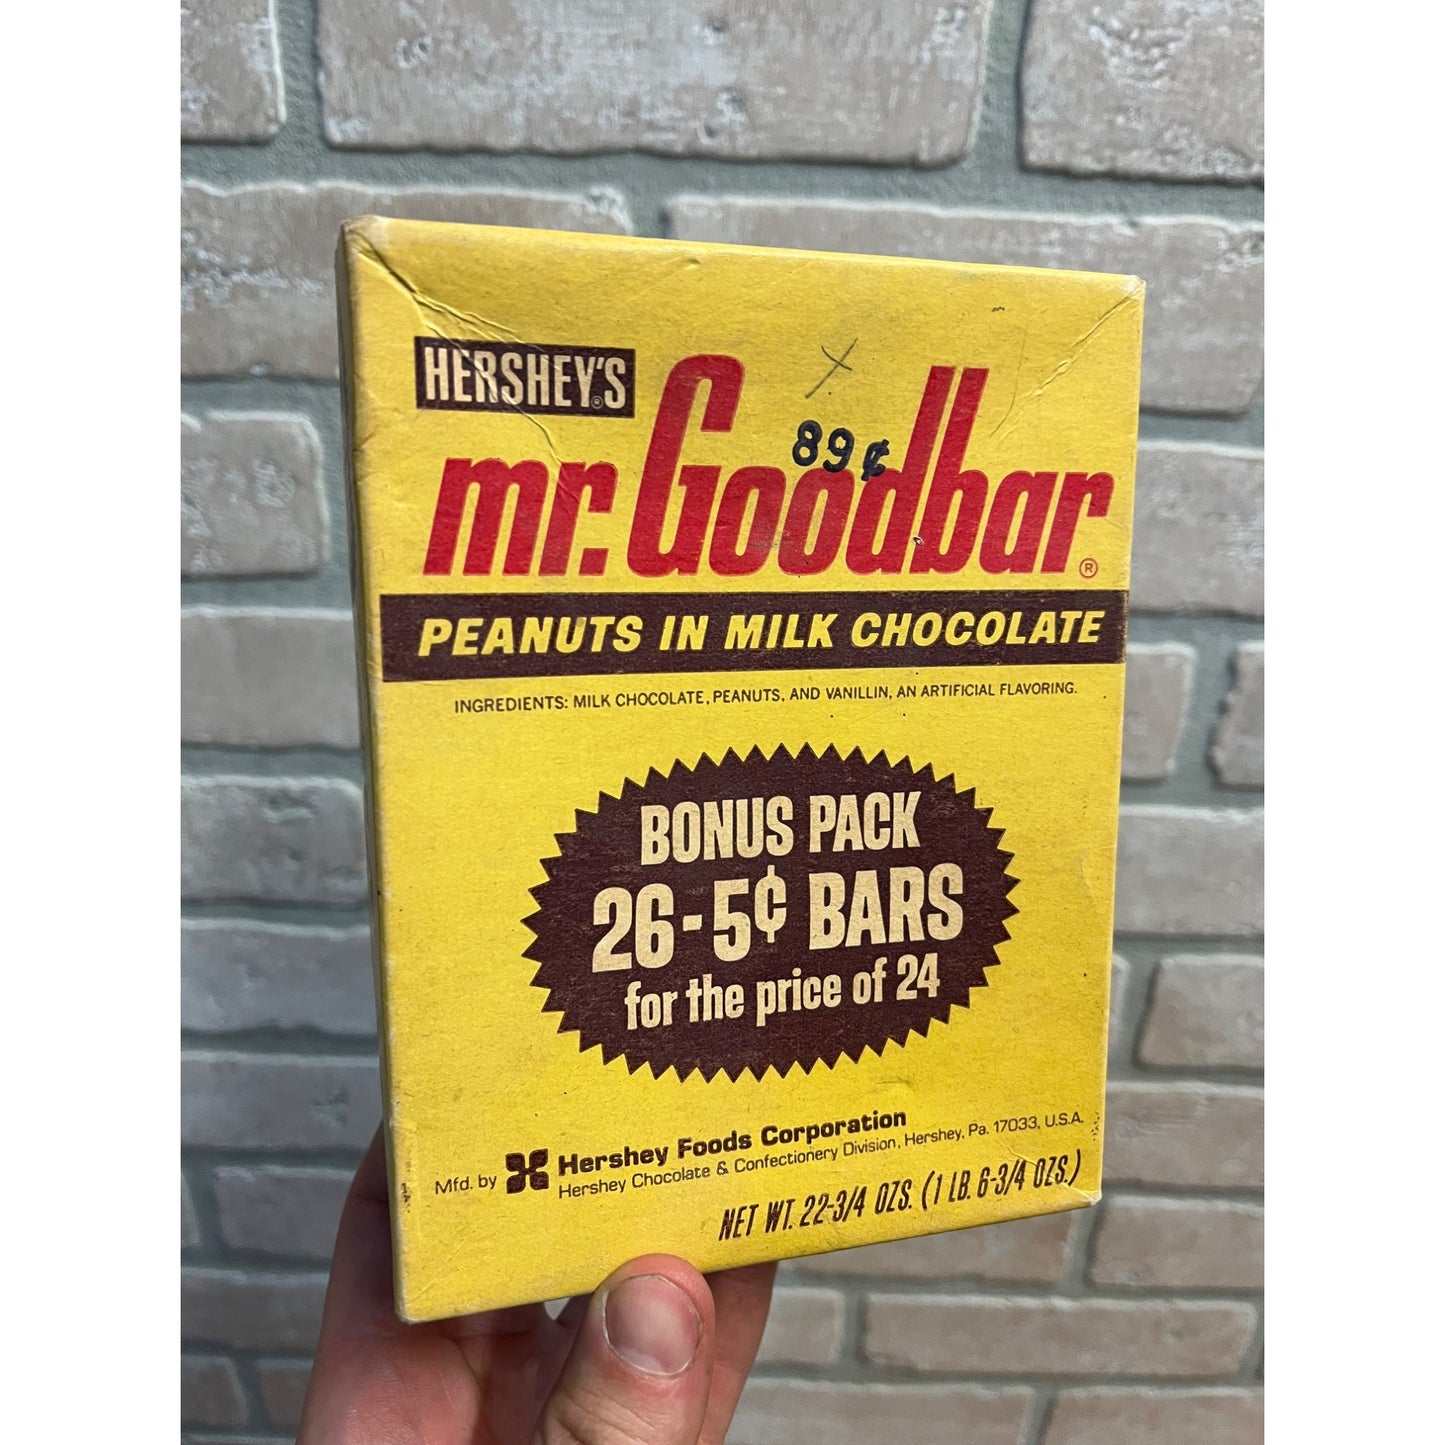 HERSHEY'S®
89¢
mr.Goodbar®
PEANUTS IN MILK CHOCOLATE
INGREDIENTS: MILK CHOCOLATE, PEANUTS, AND VANILLIN, AN ARTIFICIAL FLAVORING.
BONUS PACK
26-5¢ BARS
for the price of 24
Mfd. by Hershey Foods Corporation
Hershey Chocolate & Confectionery Division, Hershey, Pa. 17033, U.S.A.
NET WT. 22-3/4 OZS. (1 LB. 6-3/4 OZS.)